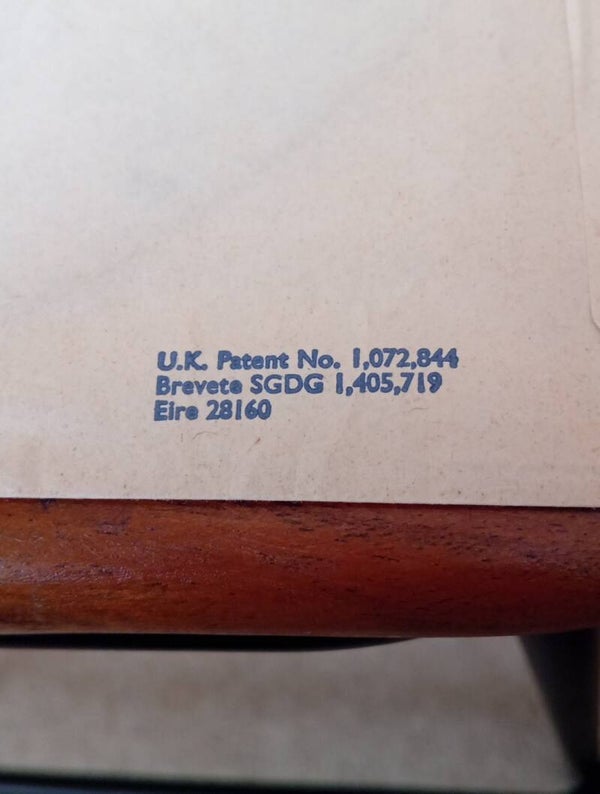 U.K. Patent No. 1,072,844
Brevete SGDG 1,405,719
Eire 28160